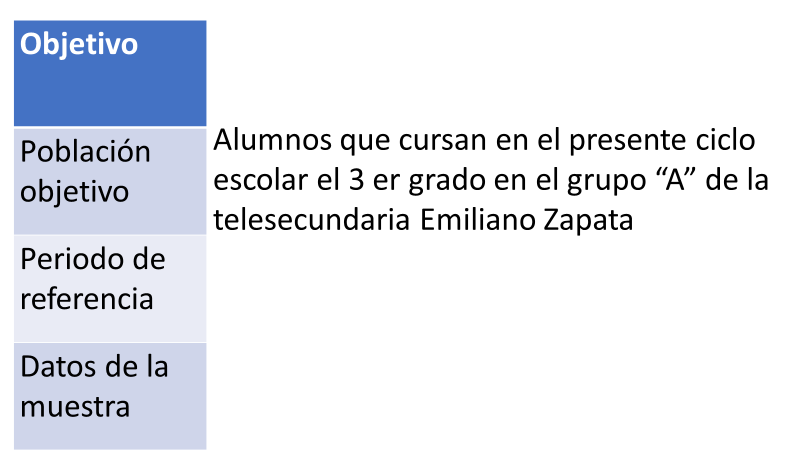 Objetivo
Población
objetivo
Alumnos que cursan en el presente ciclo
escolar el 3 er grado en el grupo “A” de la
telesecundaria Emiliano Zapata
Periodo de
referencia
Datos de la
muestra